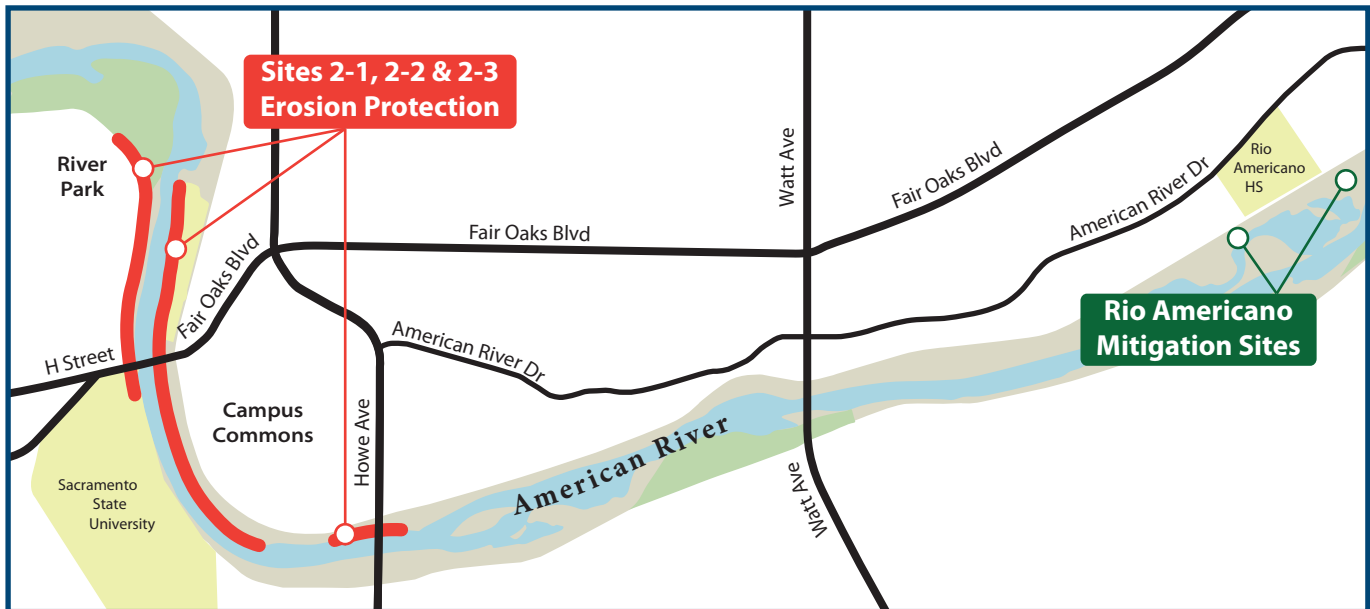 Sites 2-1, 2-2 & 2-3
Erosion Protection
River
Park
Watt Ave
Fair Oaks Blvd
Rio
Americano
HS
American River Dr
Fair Oaks Blvd
Fair Oaks Blvd
H Street
American River Dr
Rio Americano
Mitigation Sites
Campus
Commons
Howe Ave
American River
Watt Ave
Sacramento
State
University